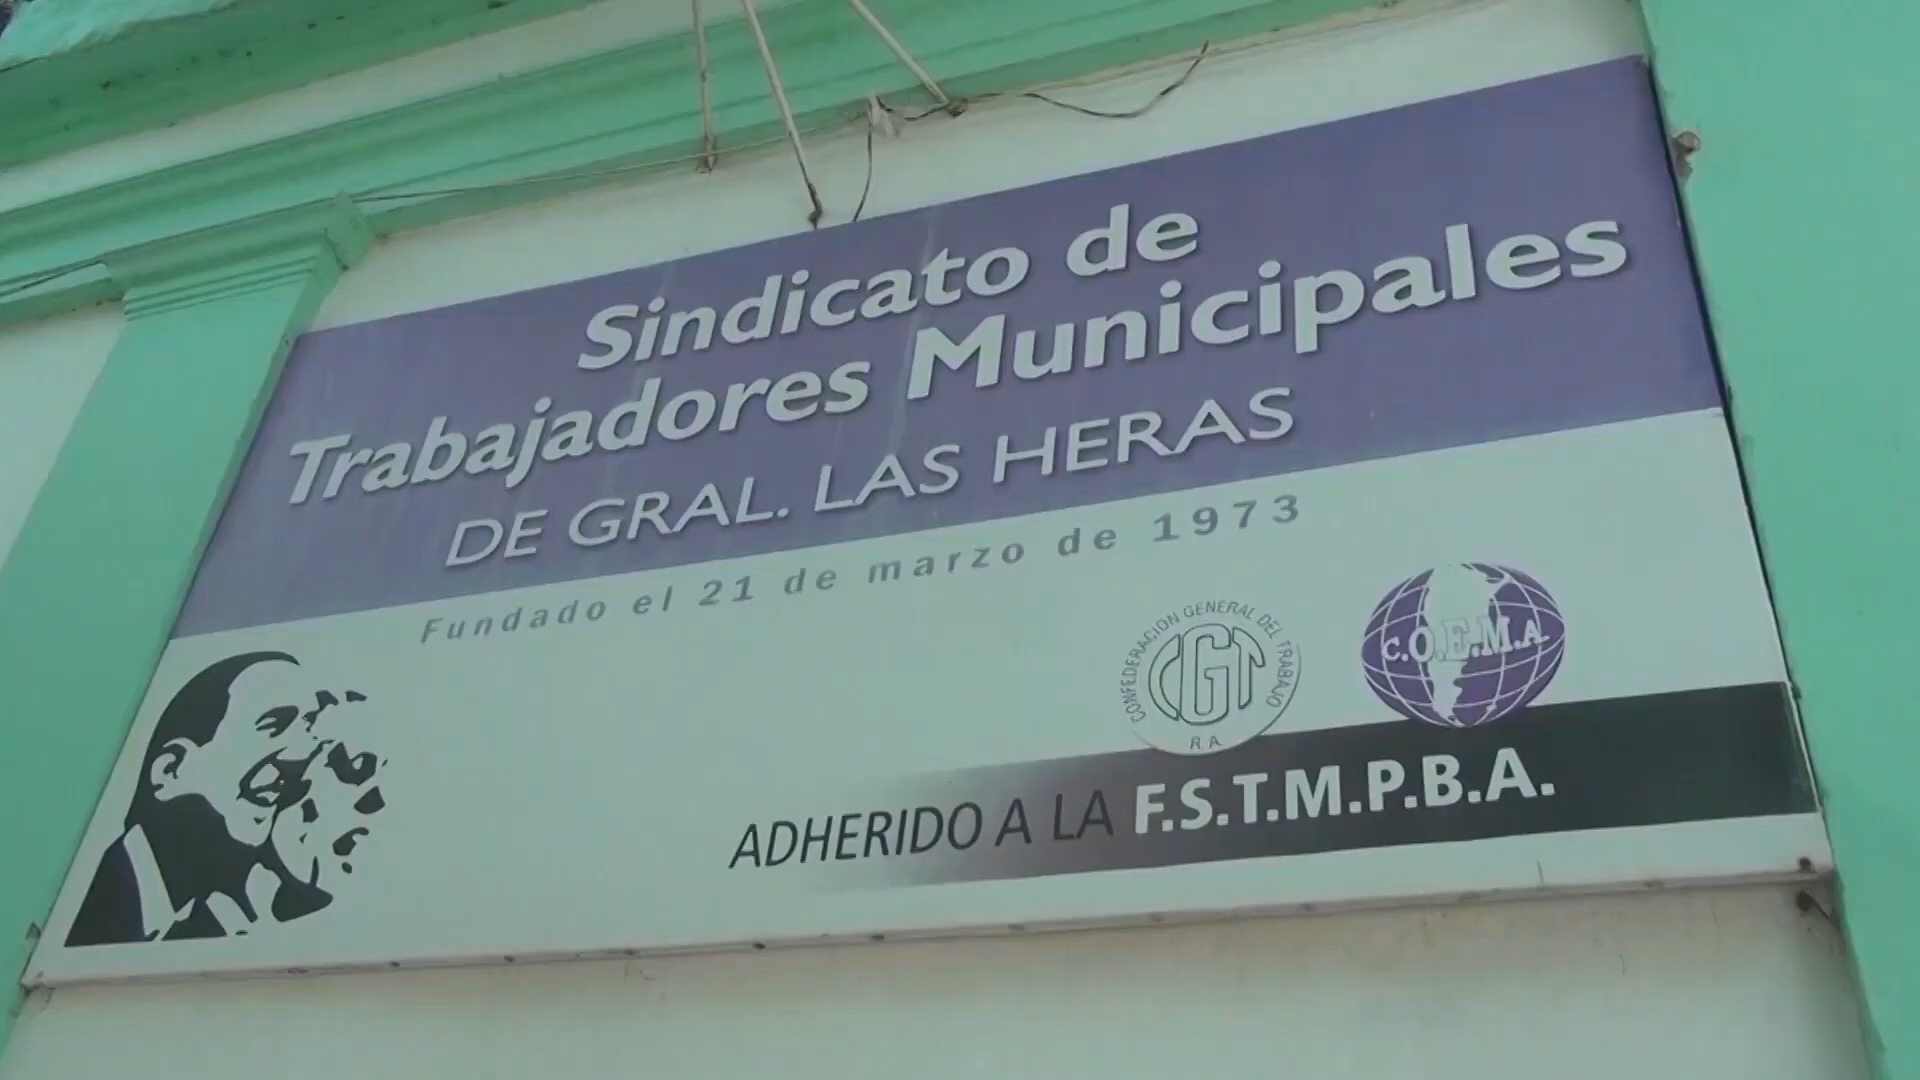 Sindicato de
Trabajadores Municipales
DE GRAL. LAS HERAS
Fundado el 21 de marzo de 1973
CONFEDERACION GENERAL DEL TRABAJO
CGT
R.A
C.O.E.M.A
ADHERIDO A LA F.S.T.M.P.B.A.